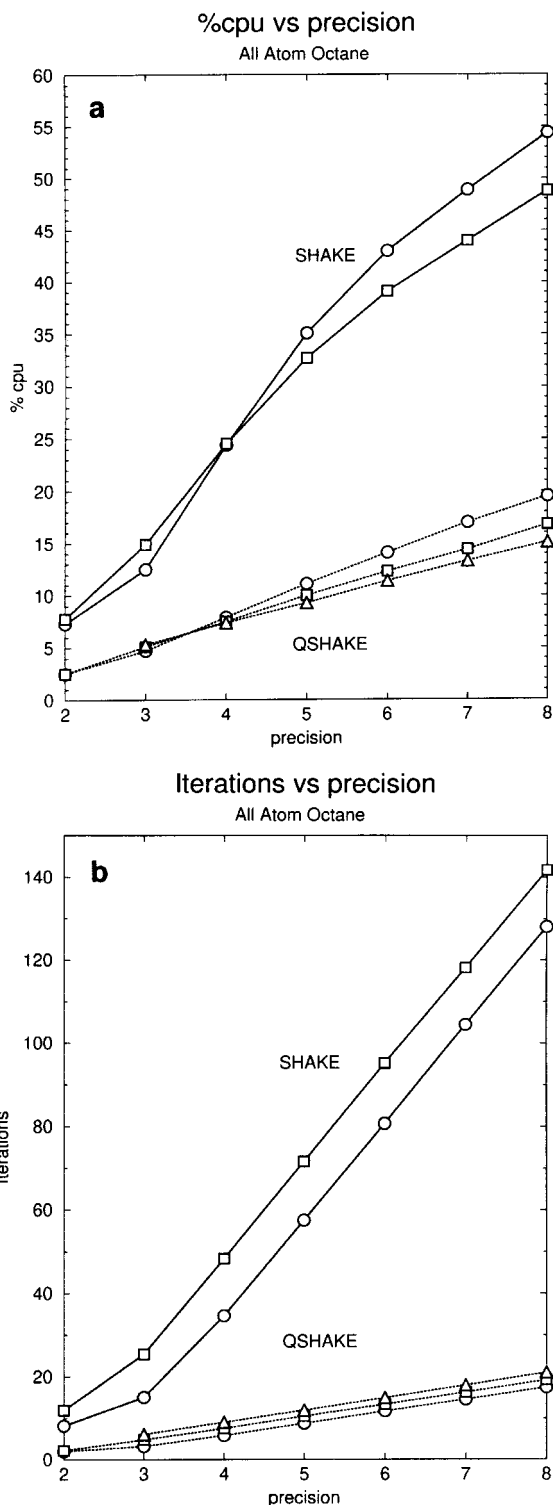 %cpu vs precision
All Atom Octane
a
60
55
50
45
40
35
30
25
20
15
10
5
0
% cpu
SHAKE
QSHAKE
2 3 4 5 6 7 8
precision
Iterations vs precision
All Atom Octane
b
140
120
100
80
60
40
20
0
Iterations
SHAKE
QSHAKE
2 3 4 5 6 7 8
precision